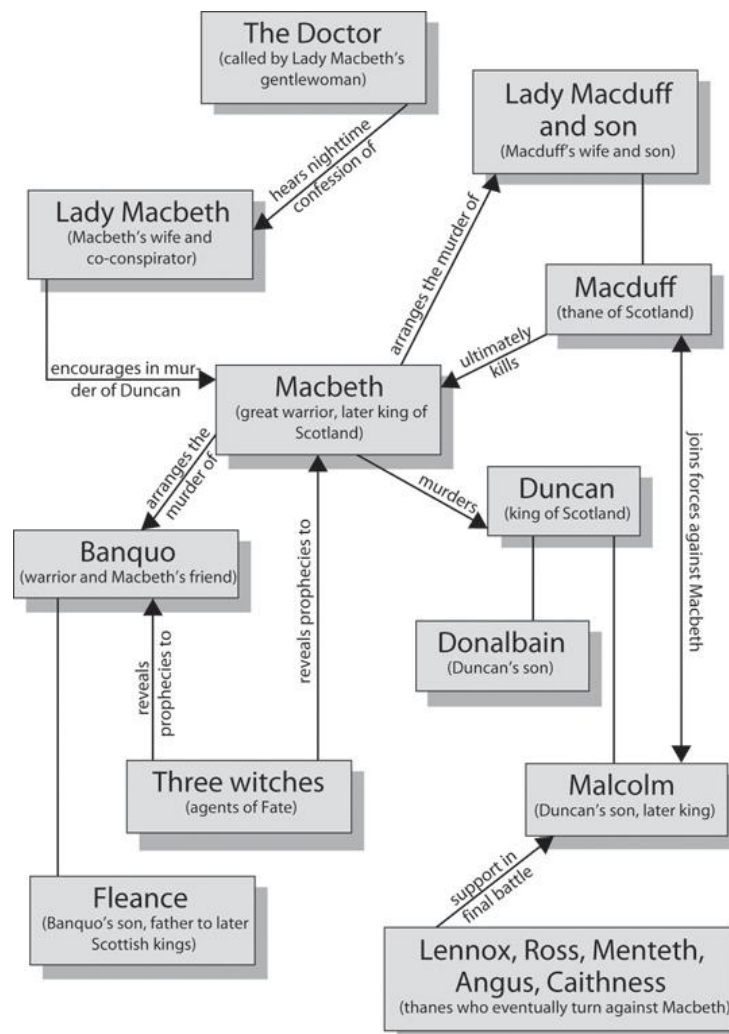 The Doctor
(called by Lady Macbeth's
gentlewoman)
Lady Macduff
and son
(Macduff's wife and son)
hears nighttime
confession of
Lady Macbeth
(Macbeth's wife and
co-conspirator)
arranges the murder of
Macduff
(thane of Scotland)
ultimately
kills
encourages in mur-
der of Duncan
Macbeth
(great warrior, later king of
Scotland)
joins forces against Macbeth
arranges the
murder of
murders
Duncan
(king of Scotland)
Banquo
(warrior and Macbeth's friend)
reveals prophecies to
reveals
prophecies to
Donalbain
(Duncan's son)
Three witches
(agents of Fate)
Malcolm
(Duncan's son, later king)
Fleance
(Banquo's son, father to later
Scottish kings)
support in
final battle
Lennox, Ross, Menteth,
Angus, Caithness
(thanes who eventually turn against Macbeth)